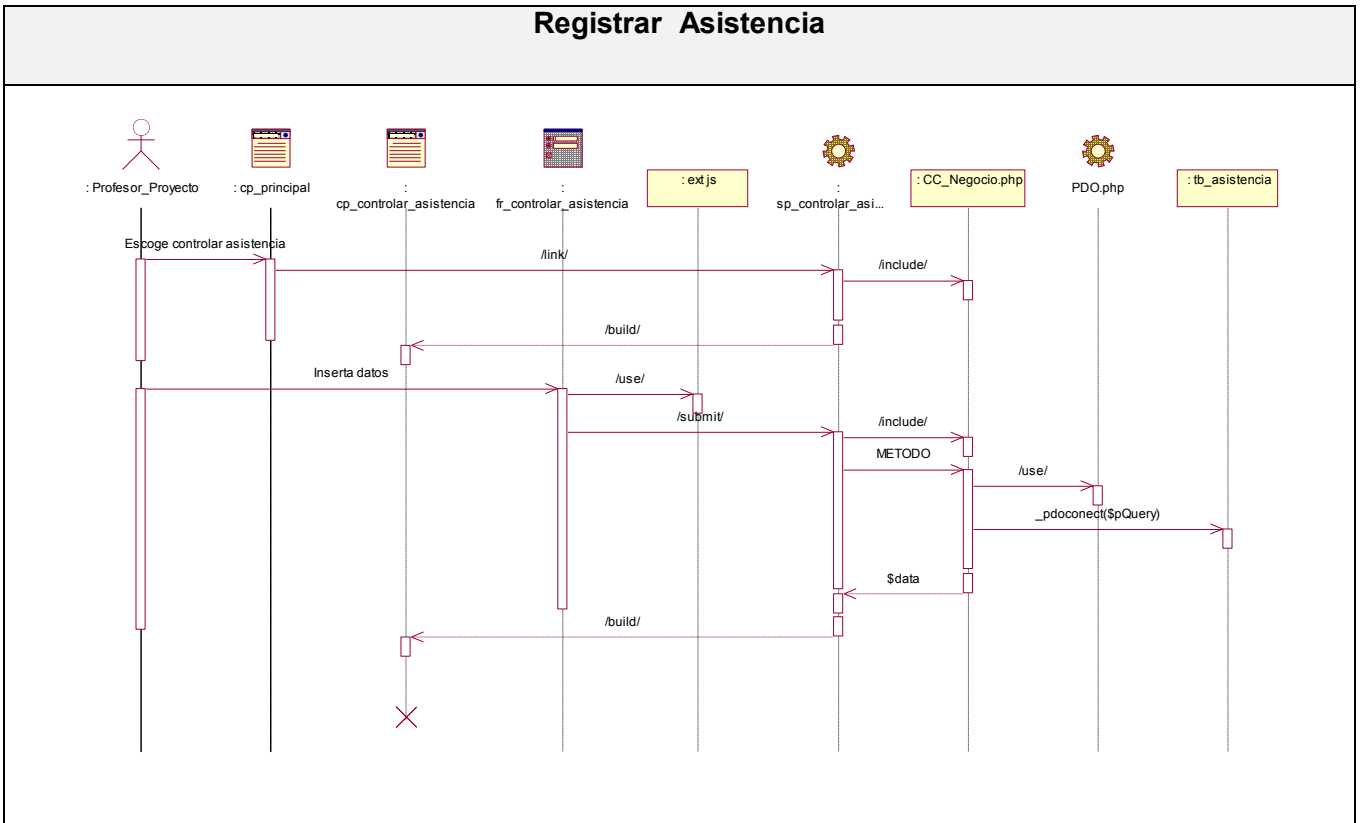 Registrar Asistencia
: Profesor_Proyecto
: cp_principal
:
cp_controlar_asistencia
:
fr_controlar_asistencia
: ext js
:
sp_controlar_asi...
: CC_Negocio.php
PDO.php
: tb_asistencia
Escoge controlar asistencia
/link/
/include/
/build/
Inserta datos
/use/
/submit/
/include/
METODO
/use/
_pdoconect($pQuery)
$data
/build/